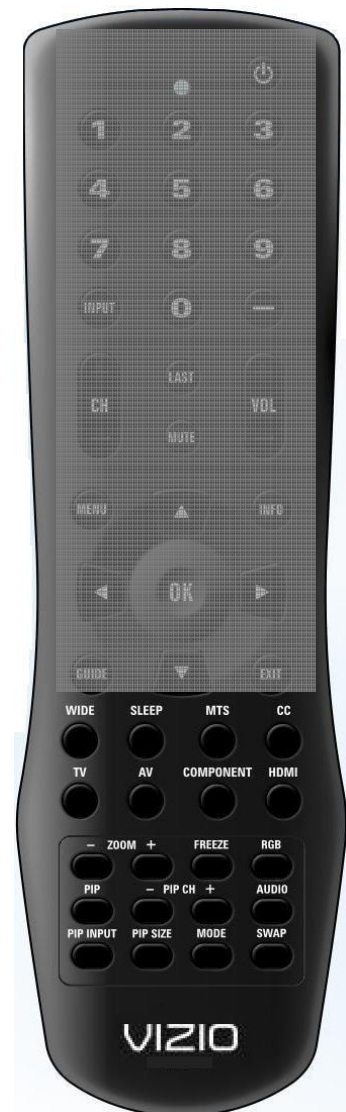 1 2 3
4 5 6
7 8 9
INPUT 0 —
LAST
CH VOL
MUTE
MENU INFO
OK
GUIDE EXIT
WIDE SLEEP MTS CC
TV AV COMPONENT HDMI
– ZOOM + FREEZE RGB
PIP – PIP CH + AUDIO
PIP INPUT PIP SIZE MODE SWAP
VIZIO